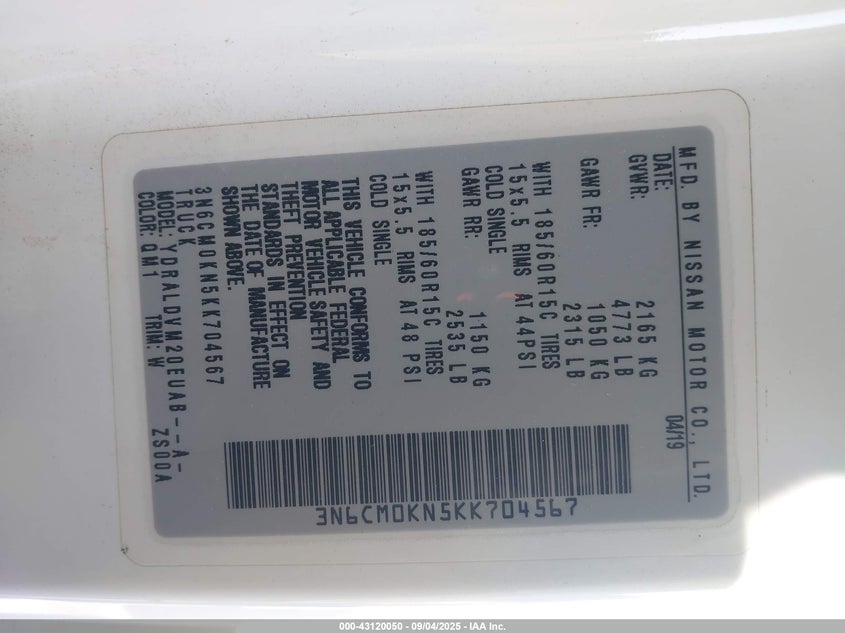 MFD. BY NISSAN MOTOR CO., LTD.
DATE: 04/19
GVWR: 2165 KG
4773 LB
GAWR FR: 1050 KG
2315 LB
WITH 185/60R15C TIRES
15x5.5 RIMS AT 44PSI
COLD SINGLE
GAWR RR: 1150 KG
2535 LB
WITH 185/60R15C TIRES
15x5.5 RIMS AT 48 PSI
COLD SINGLE
THIS VEHICLE CONFORMS TO
ALL APPLICABLE FEDERAL
MOTOR VEHICLE SAFETY AND
THEFT PREVENTION
STANDARDS IN EFFECT ON
THE DATE OF MANUFACTURE
SHOWN ABOVE.
3N6CM0KN5KK704567
TRUCK
MODEL: YDRALDYM20EUAB--A-
COLOR: QM1 TRIM: W ZS00A
3N6CM0KN5KK704567
000-43120050 - 09/04/2025 - IAA Inc.